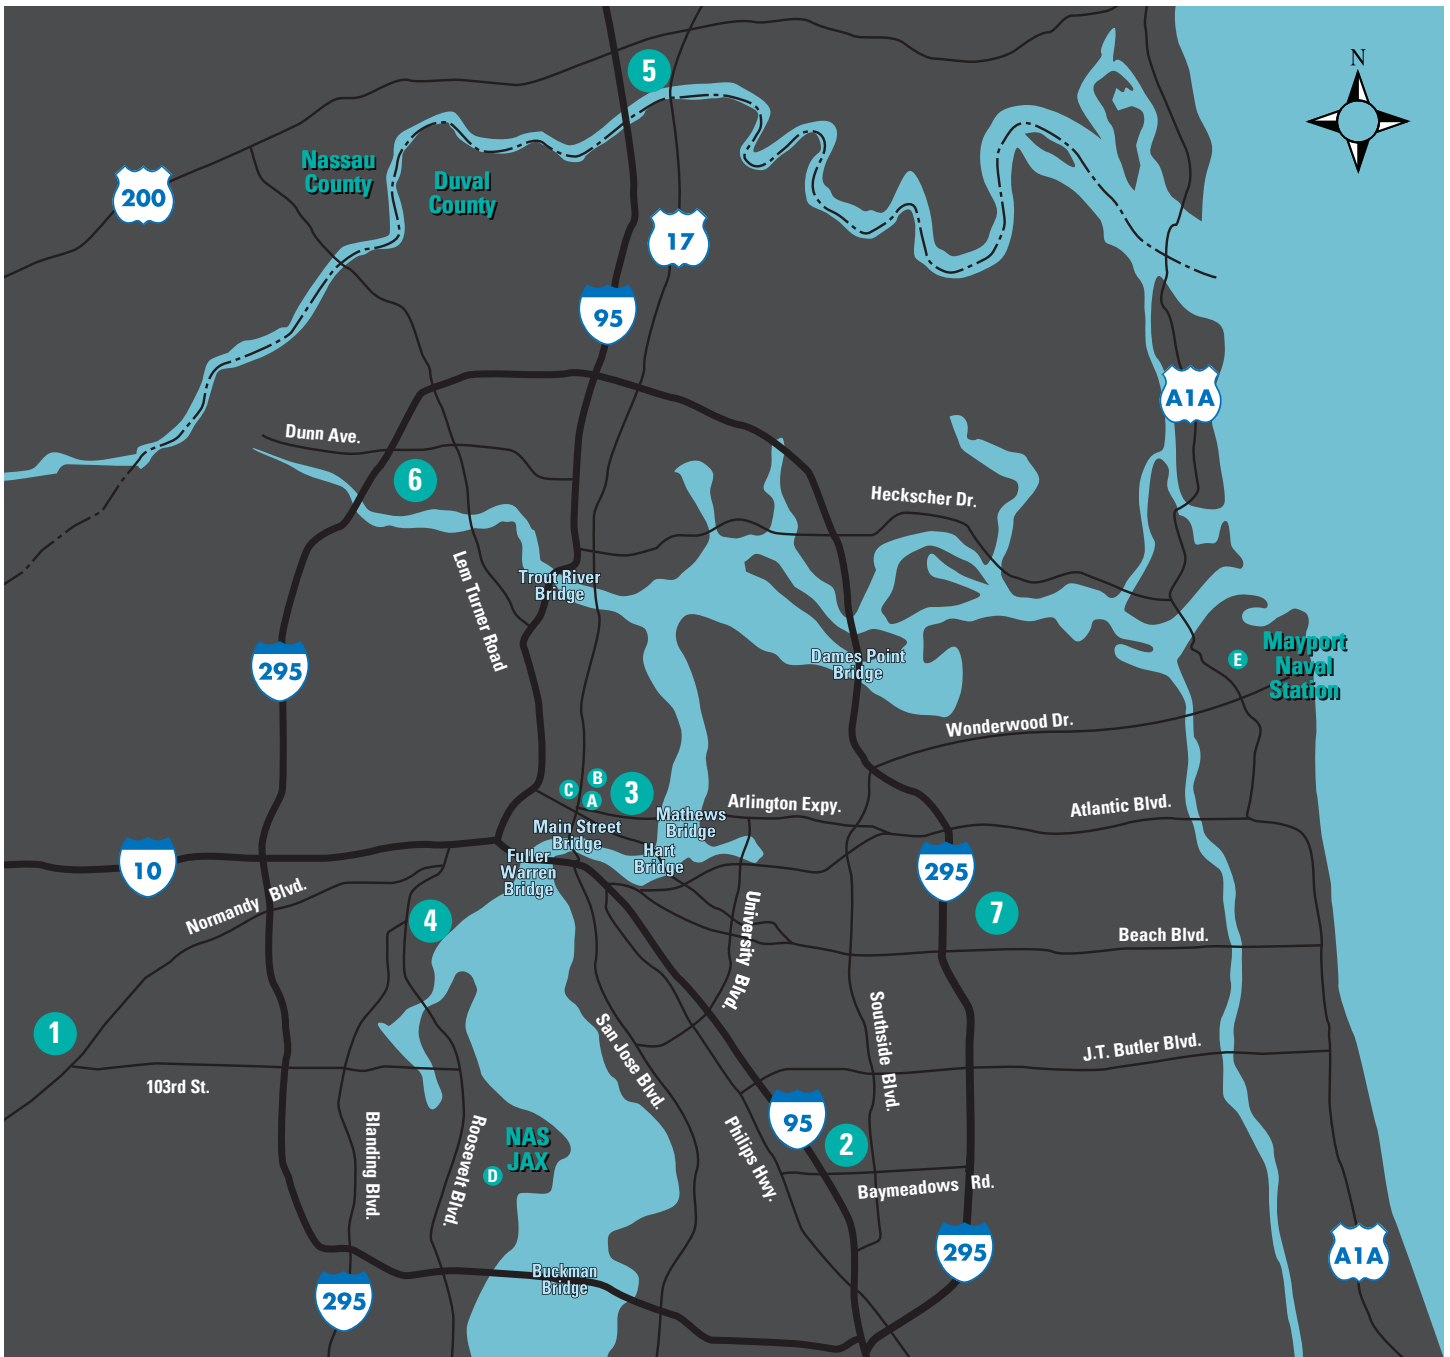 N
5
Nassau
County
Duval
County
200
17
95
A1A
Dunn Ave.
6
Heckscher Dr.
Lem Turner Road
Trout River
Bridge
295
Dames Point
Bridge
E
Mayport
Naval
Station
Wonderwood Dr.
B
C
A
3
Arlington Expy.
Atlantic Blvd.
Mathews
Bridge
Main Street
Bridge
Hart
Bridge
Fuller
Warren
Bridge
10
295
Normandy Blvd.
4
University Blvd.
7
Beach Blvd.
1
103rd St.
San Jose Blvd.
Southside Blvd.
J.T. Butler Blvd.
Blanding Blvd.
Roosevelt Blvd.
NAS
JAX
D
Philips Hwy.
95
2
Baymeadows Rd.
295
A1A
Buckman
Bridge
295